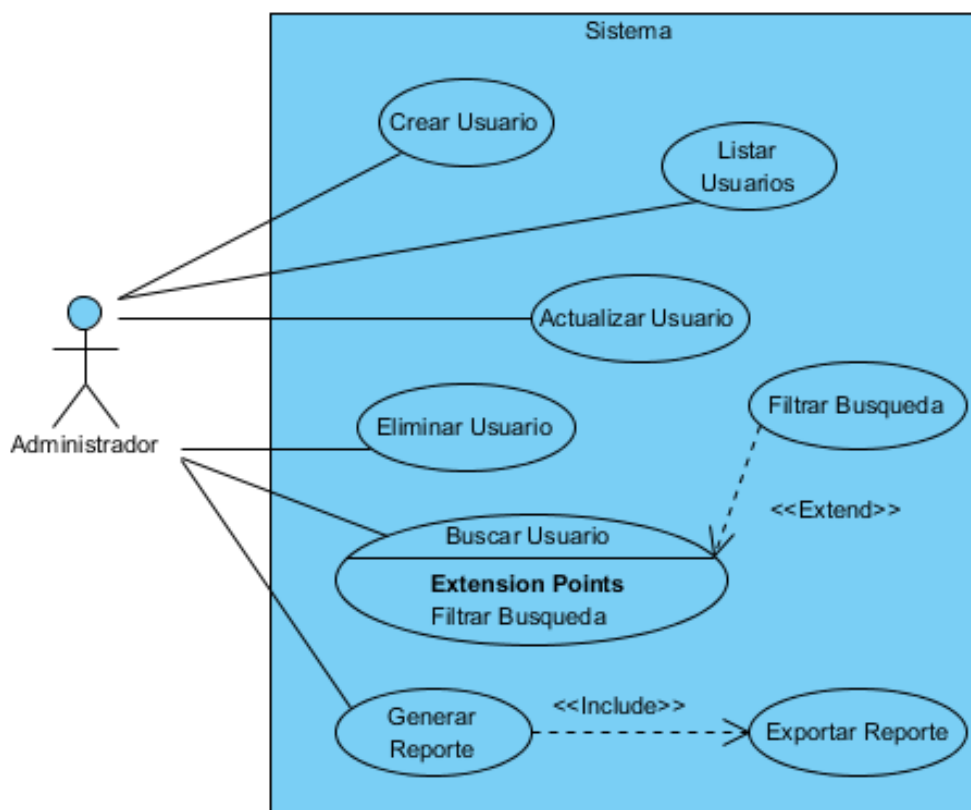 Sistema
Crear Usuario
Listar
Usuarios
Actualizar Usuario
Filtrar Busqueda
Eliminar Usuario
Administrador
<<Extend>>
Buscar Usuario
Extension Points
Filtrar Busqueda
<<Include>>
Generar
Reporte
Exportar Reporte